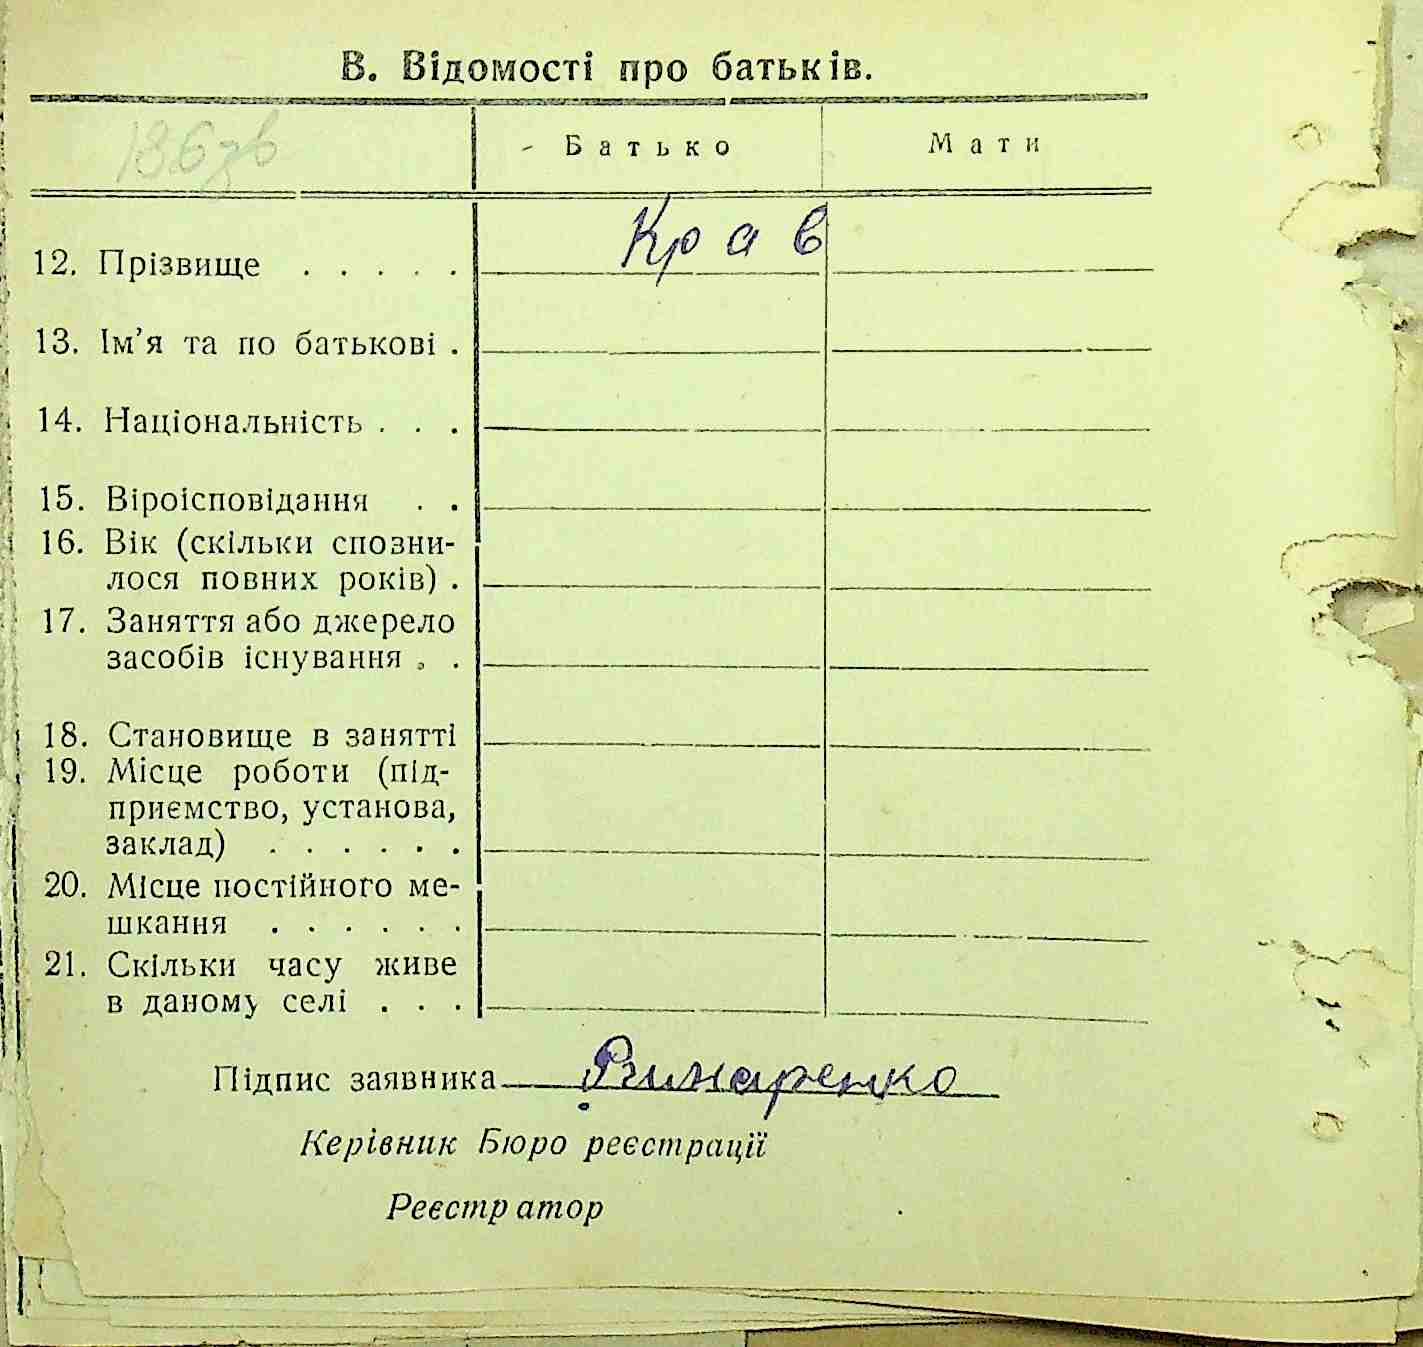 В. Відомості про батьків.
Батько Мати
Крав
12. Прізвище . . . . .
13. Ім’я та по батькові .
14. Національність . . .
15. Віроісповідання . .
16. Вік (скільки спозни-
лося повних років) .
17. Заняття або джерело
засобів існування . .
18. Становище в занятті
19. Місце роботи (під-
приємство, установа,
заклад) . . . . . .
20. Місце постійного ме-
шкання . . . . . .
21. Скільки часу живе
в даному селі . . .
Підпис заявника
Керівник Бюро реєстрації
Реєстратор